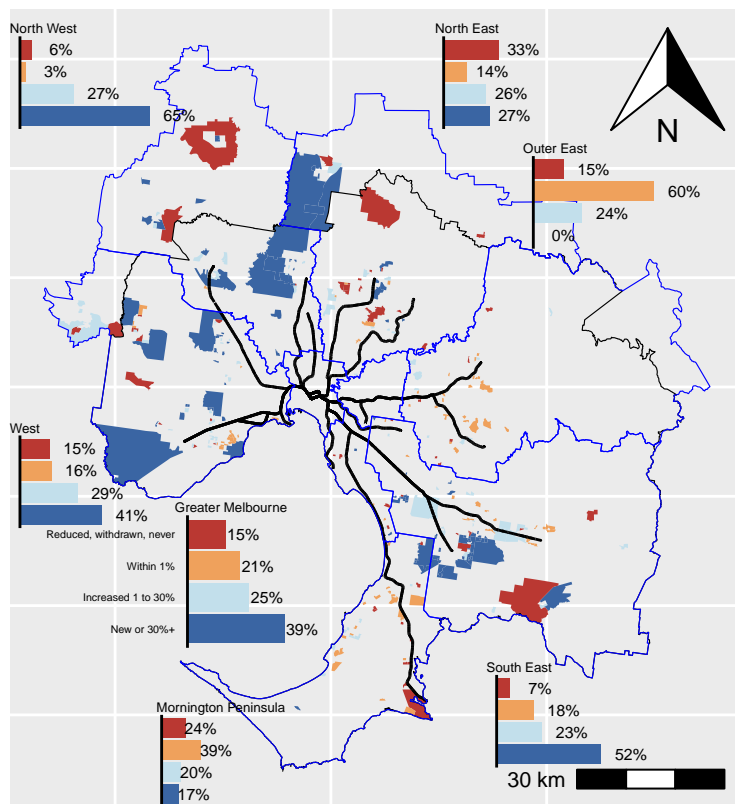 North West
6%
3%
27%
65%
North East
33%
14%
26%
27%
N
Outer East
15%
60%
24%
0%
West
15%
16%
29%
41%
Greater Melbourne
Reduced, withdrawn, never
15%
Within 1%
21%
Increased 1 to 30%
25%
New or 30%+
39%
South East
7%
18%
23%
52%
Mornington Peninsula
24%
39%
20%
17%
30 km